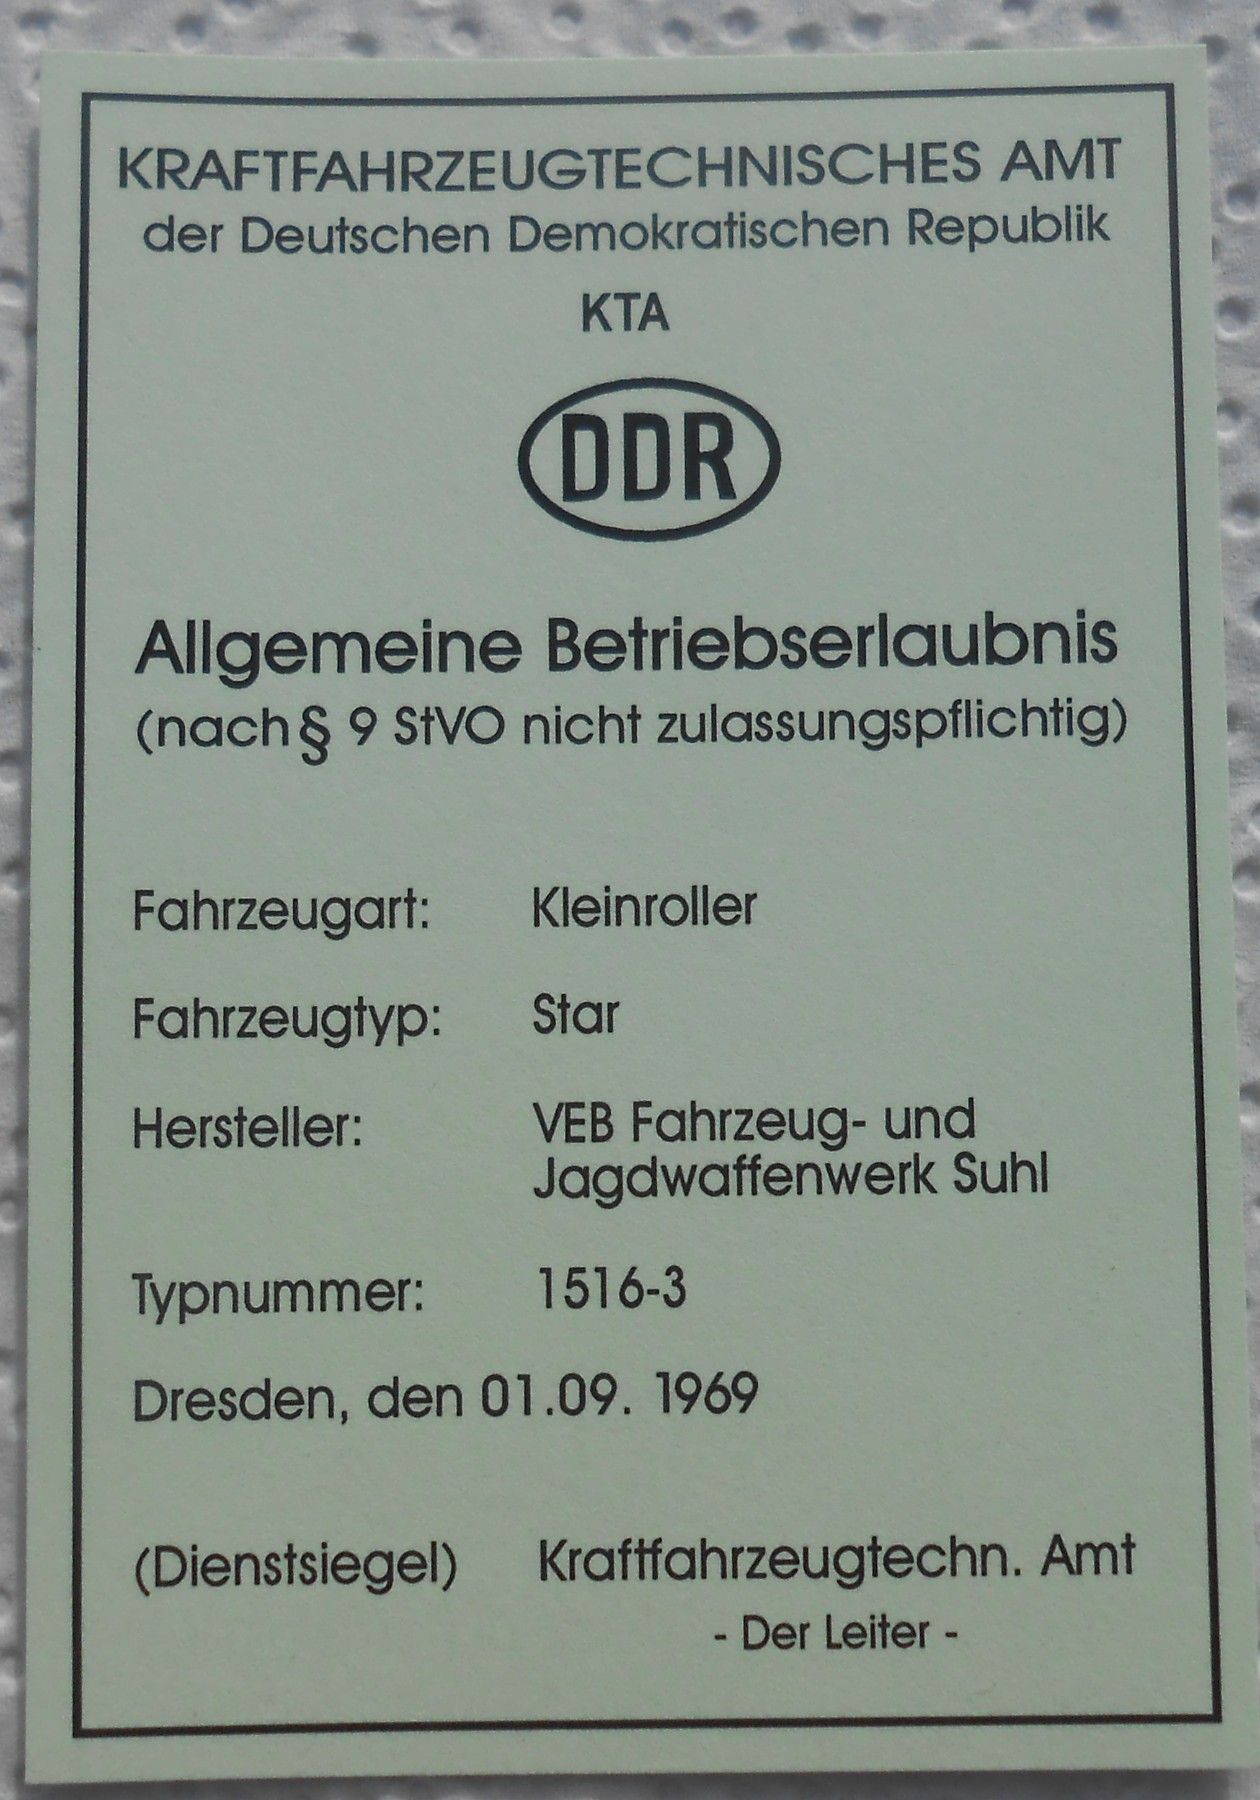 KRAFTFAHRZEUGTECHNISCHES AMT
der Deutschen Demokratischen Republik
KTA
DDR
Allgemeine Betriebserlaubnis
(nach § 9 StVO nicht zulassungspflichtig)
Fahrzeugart: Kleinroller
Fahrzeugtyp: Star
Hersteller: VEB Fahrzeug- und
Jagdwaffenwerk Suhl
Typnummer: 1516-3
Dresden, den 01.09. 1969
(Dienstsiegel) Kraftfahrzeugtechn. Amt
- Der Leiter -